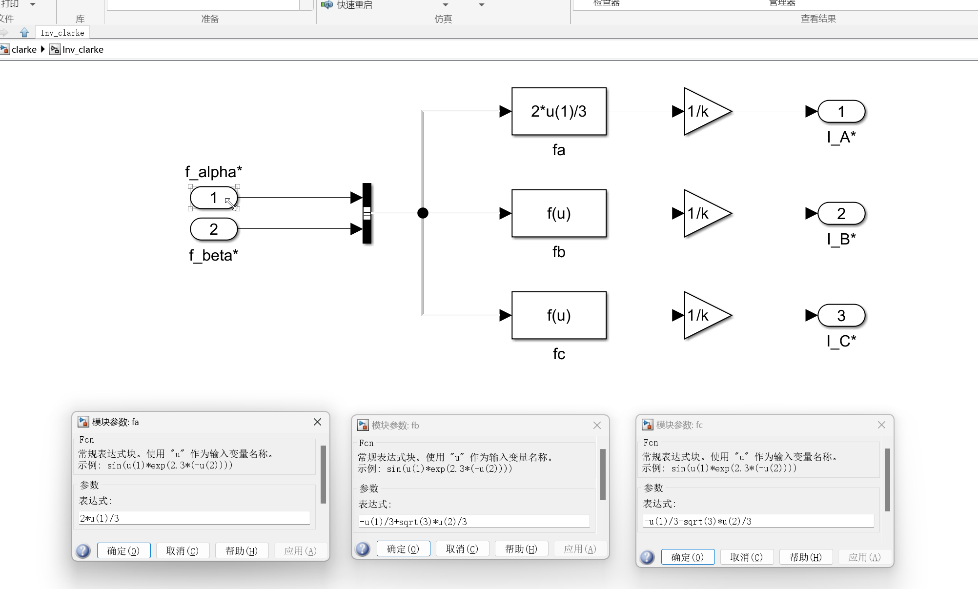 打印
检查器
管理器
文件
库
准备
快速重启
仿真
查看结果
Inv_clarke
clarke
Inv_clarke
f_alpha*
1
2
f_beta*
2*u(1)/3
fa
1/k
1
I_A*
f(u)
fb
1/k
2
I_B*
f(u)
fc
1/k
3
I_C*
模块参数: fa
Fcn
常规表达式块。使用 "u" 作为输入变量名称。
示例: sin(u(1)*exp(2.3*(-u(2))))
参数
表达式:
2*u(1)/3
确定(O)
取消(C)
帮助(H)
应用(A)
模块参数: fb
Fcn
常规表达式块。使用 "u" 作为输入变量名称。
示例: sin(u(1)*exp(2.3*(-u(2))))
参数
表达式:
-u(1)/3+sqrt(3)*u(2)/3
确定(O)
取消(C)
帮助(H)
应用(A)
模块参数: fc
Fcn
常规表达式块。使用 "u" 作为输入变量名称。
示例: sin(u(1)*exp(2.3*(-u(2))))
参数
表达式:
-u(1)/3-sqrt(3)*u(2)/3
确定(O)
取消(C)
帮助(H)
应用(A)